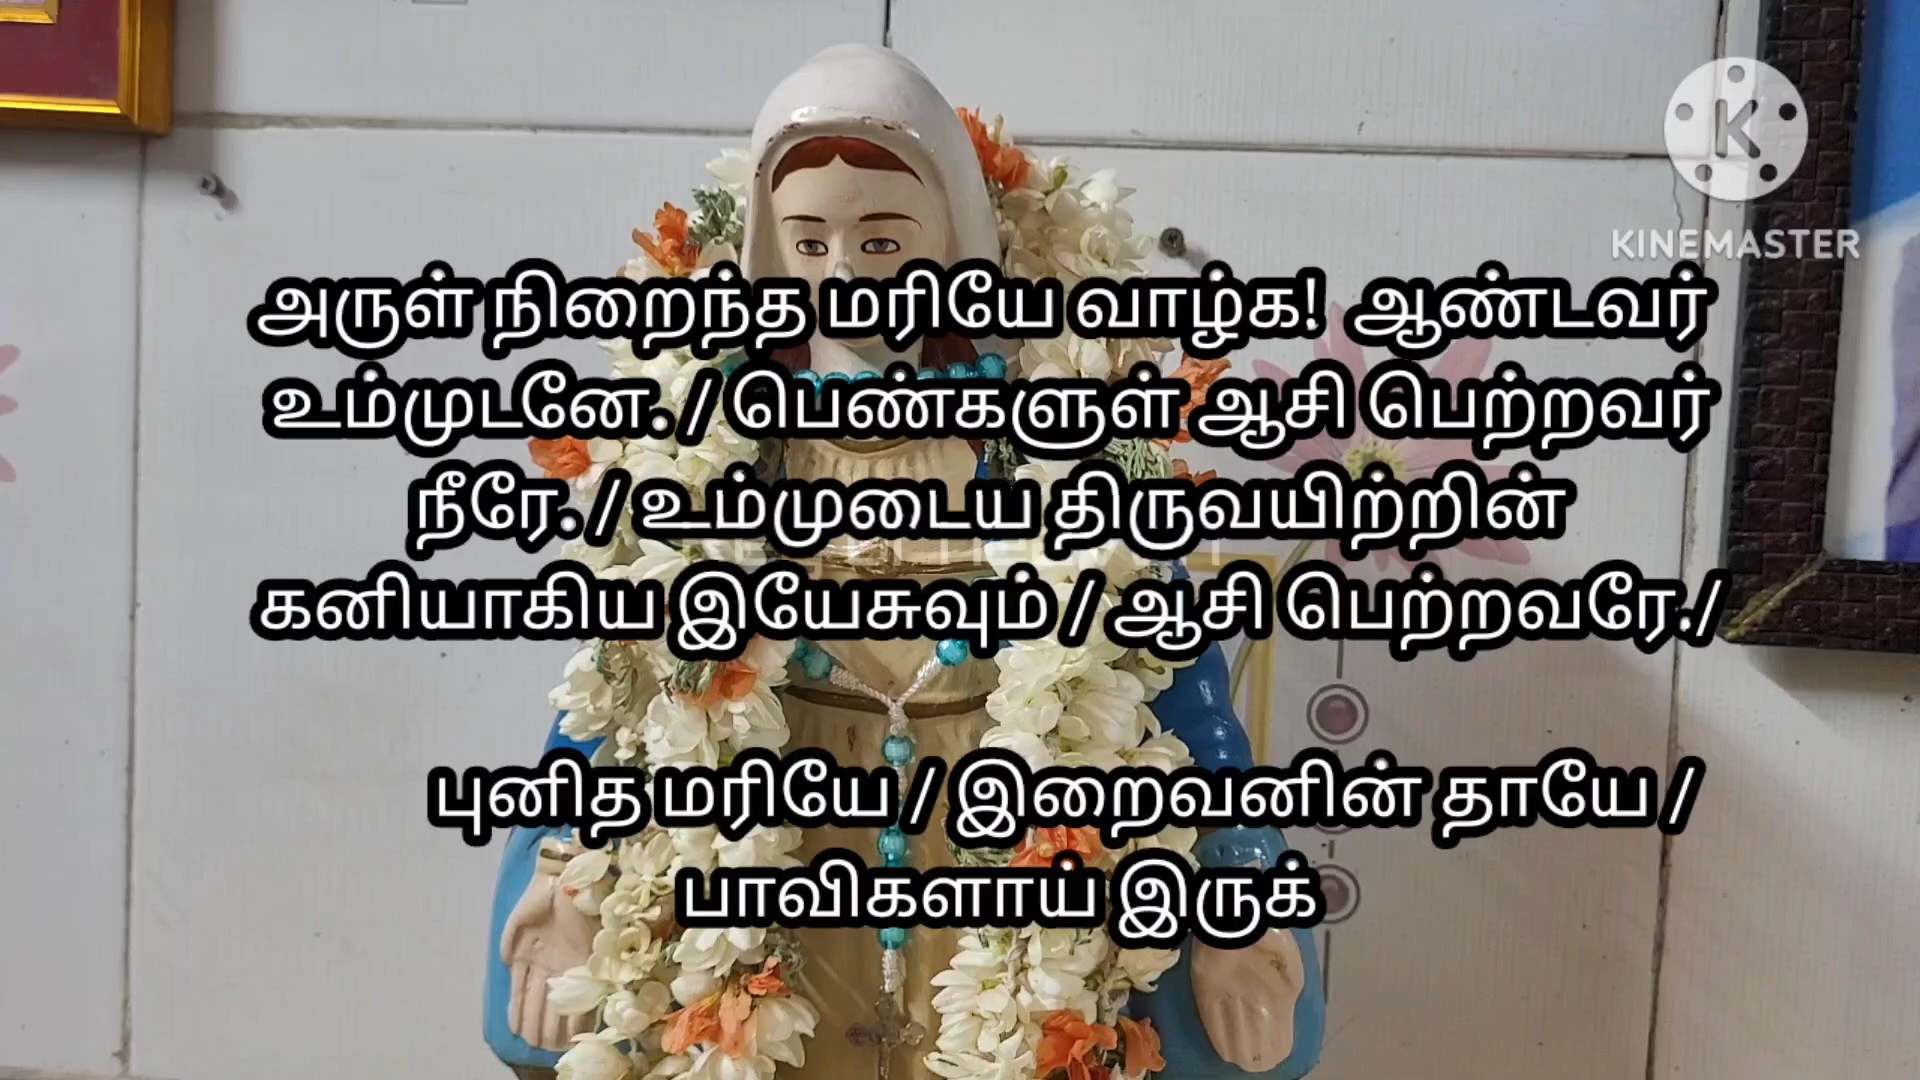 KINEMASTER
அருள் நிறைந்த மரியே வாழ்க! ஆண்டவர்
உம்முடனே. / பெண்களுள் ஆசி பெற்றவர்
நீரே. / உம்முடைய திருவயிற்றின்
கனியாகிய இயேசுவும் / ஆசி பெற்றவரே./
புனித மரியே / இறைவனின் தாயே /
பாவிகளாய் இருக்